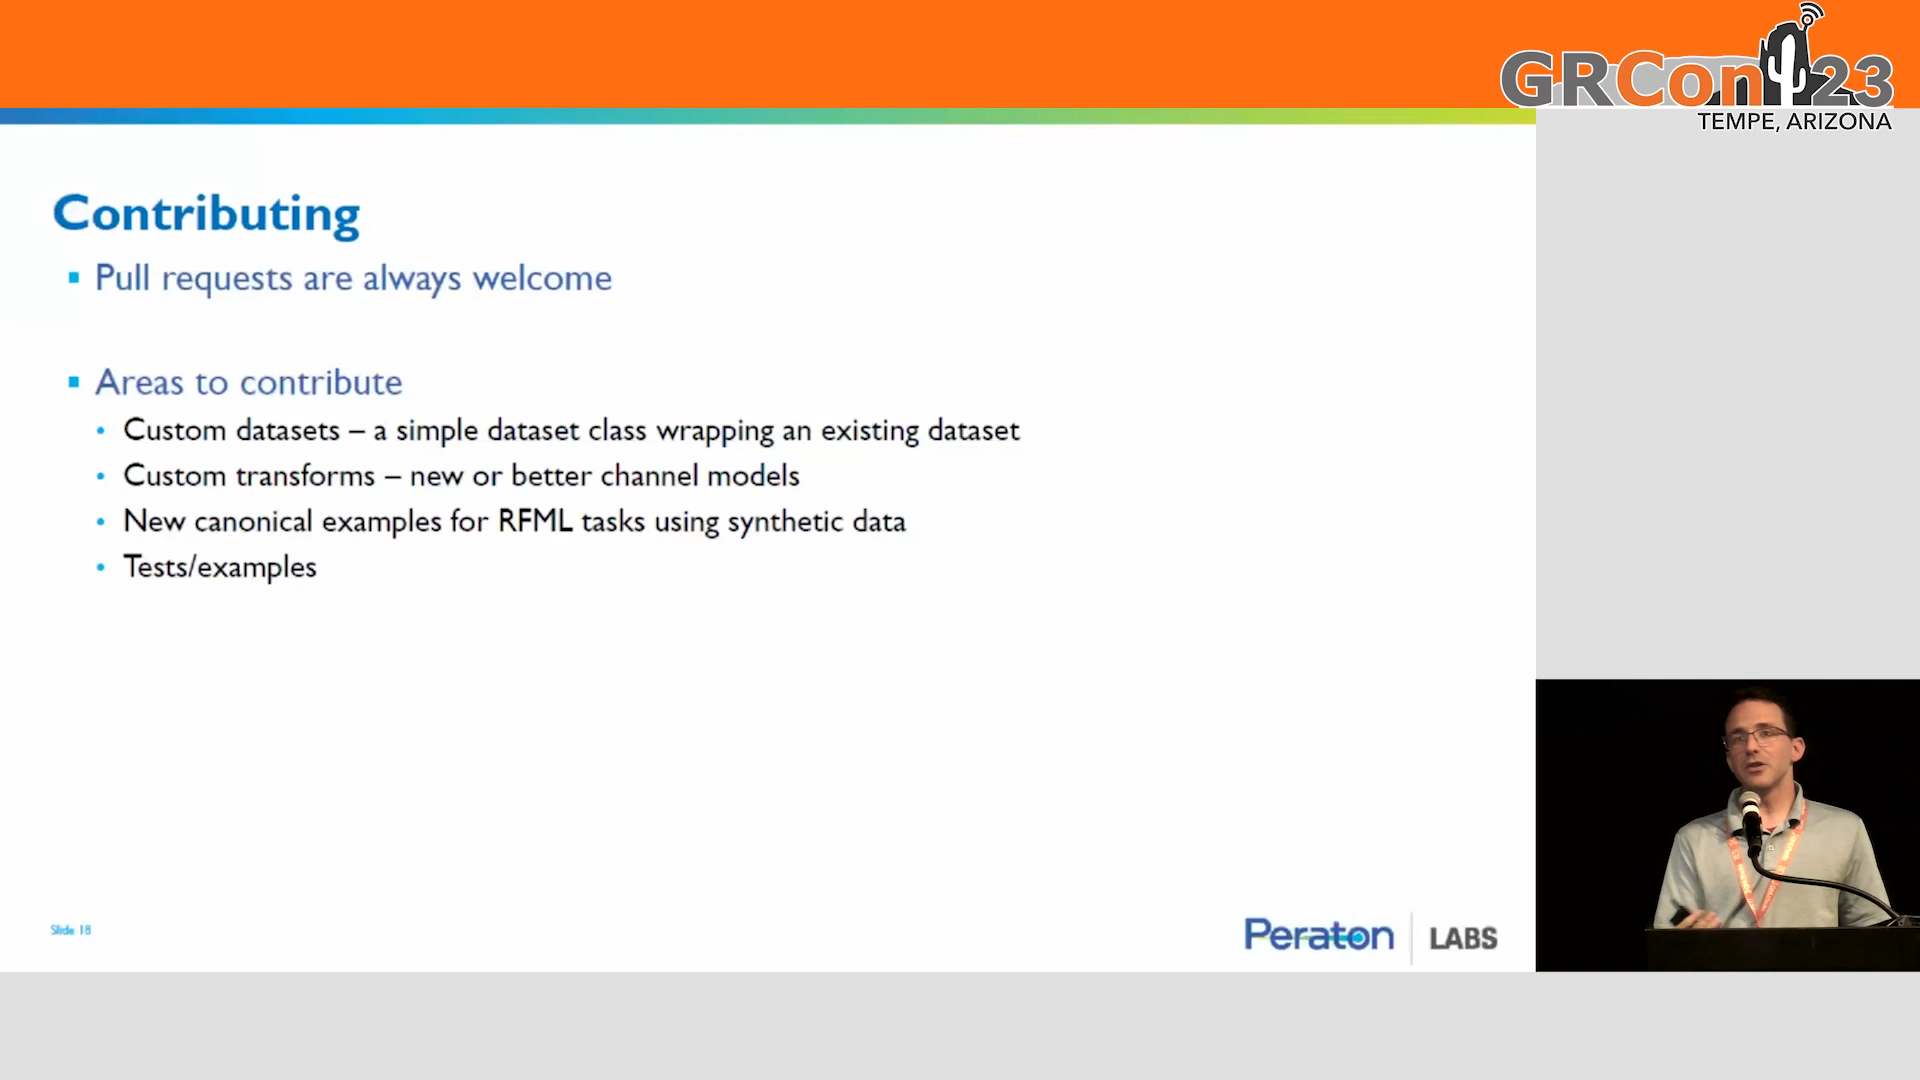 GRCon 23
TEMPE, ARIZONA
Contributing
▪ Pull requests are always welcome
▪ Areas to contribute
• Custom datasets – a simple dataset class wrapping an existing dataset
• Custom transforms – new or better channel models
• New canonical examples for RFML tasks using synthetic data
• Tests/examples
Slide 18
Peraton LABS